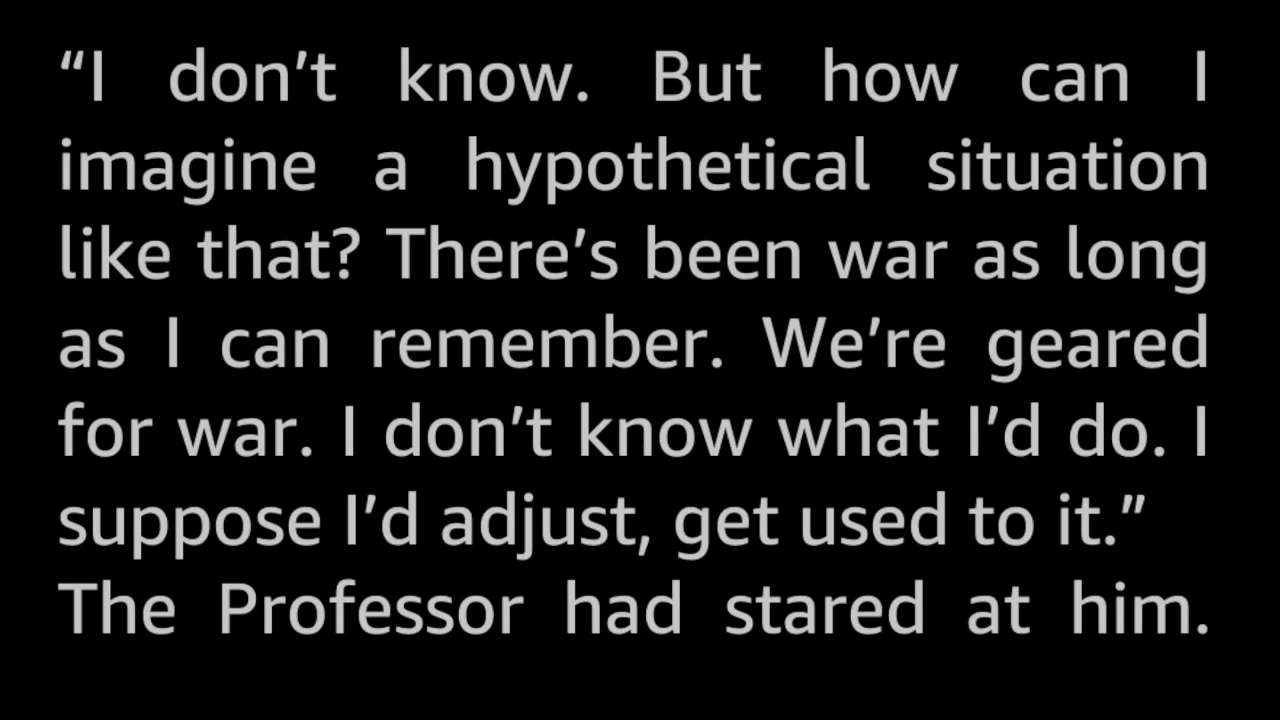 “I don’t know. But how can I
imagine a hypothetical situation
like that? There’s been war as long
as I can remember. We’re geared
for war. I don’t know what I’d do. I
suppose I’d adjust, get used to it.”
The Professor had stared at him.